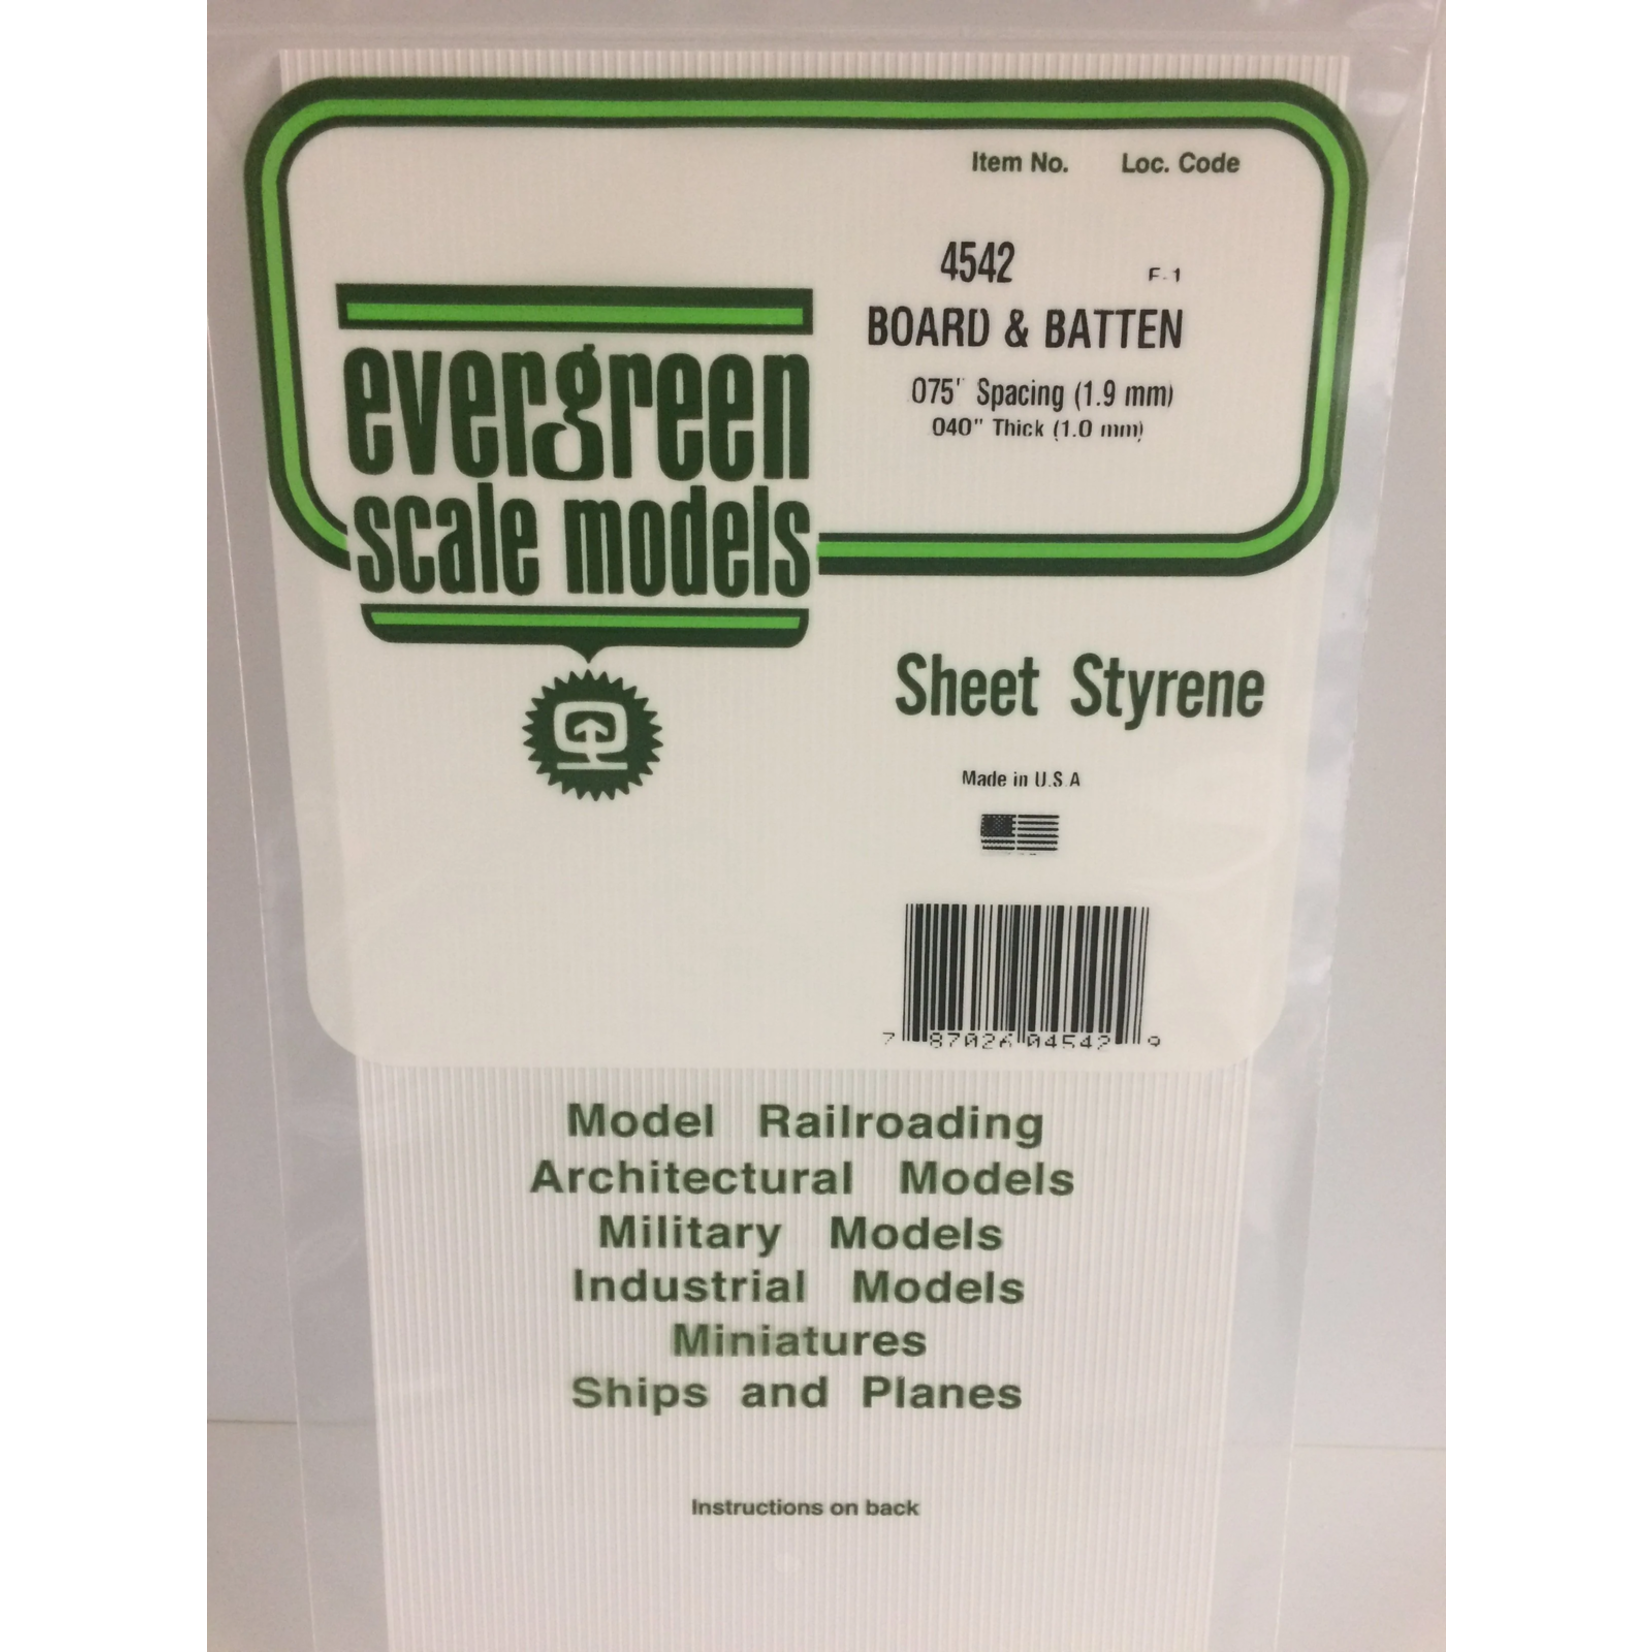 Item No. Loc. Code
4542 F-1
BOARD & BATTEN
.075" Spacing (1.9 mm)
.040" Thick (1.0 mm)
evergreen
scale models
Sheet Styrene
Made in U.S.A
7 87026 04542 9
Model Railroading
Architectural Models
Military Models
Industrial Models
Miniatures
Ships and Planes
Instructions on back